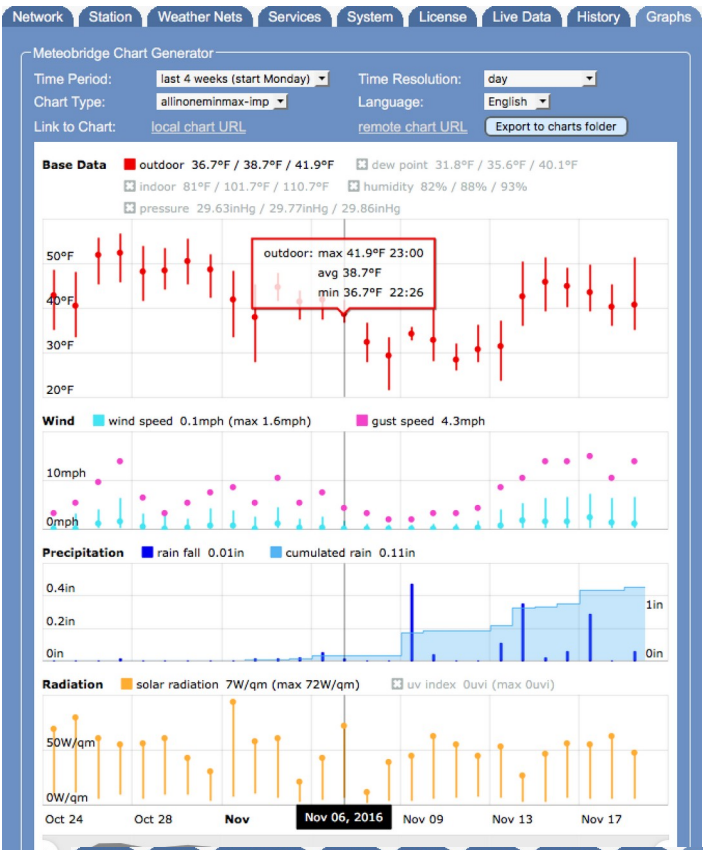 Network Station Weather Nets Services System License Live Data History Graphs
Meteobridge Chart Generator
Time Period: last 4 weeks (start Monday) Time Resolution: day
Chart Type: allinoneminmax-imp Language: English
Link to Chart: local chart URL remote chart URL Export to charts folder
Base Data outdoor 36.7°F / 38.7°F / 41.9°F dew point 31.8°F / 35.6°F / 40.1°F
indoor 81°F / 101.7°F / 110.7°F humidity 82% / 88% / 93%
pressure 29.63inHg / 29.77inHg / 29.86inHg
outdoor: max 41.9°F 23:00
50°F
avg 38.7°F
min 36.7°F 22:26
40°F
30°F
20°F
Wind wind speed 0.1mph (max 1.6mph) gust speed 4.3mph
10mph
0mph
Precipitation rain fall 0.01in cumulated rain 0.11in
0.4in
1in
0.2in
0in 0in
Radiation solar radiation 7W/qm (max 72W/qm) uv index 0uvi (max 0uvi)
50W/qm
0W/qm
Oct 24 Oct 28 Nov Nov 06, 2016 Nov 09 Nov 13 Nov 17